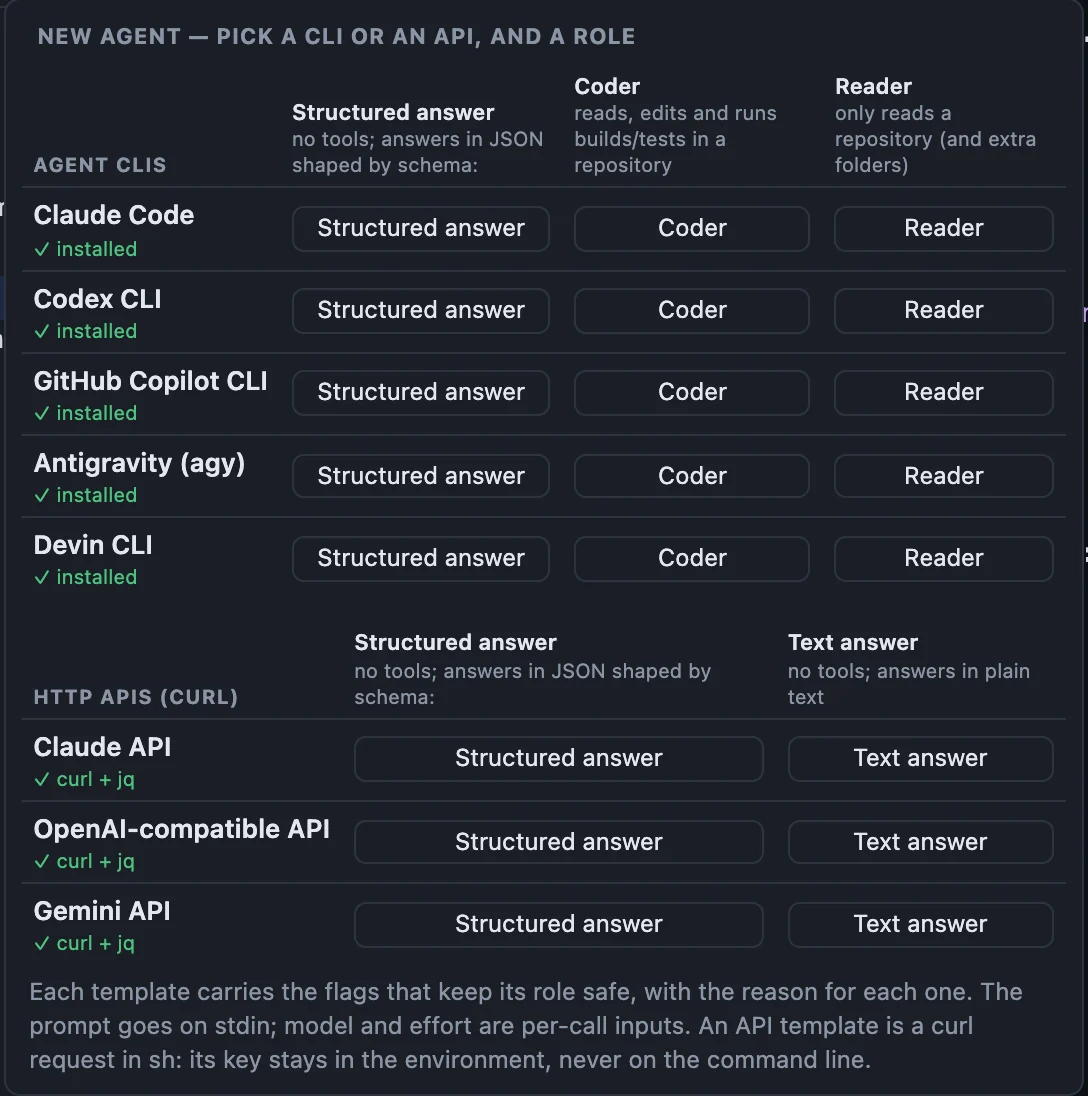 NEW AGENT — PICK A CLI OR AN API, AND A ROLE
AGENT CLIS
Structured answer
no tools; answers in JSON
shaped by schema:
Coder
reads, edits and runs
builds/tests in a
repository
Reader
only reads a
repository (and extra
folders)
Claude Code
✓ installed
Structured answer
Coder
Reader
Codex CLI
✓ installed
Structured answer
Coder
Reader
GitHub Copilot CLI
✓ installed
Structured answer
Coder
Reader
Antigravity (agy)
✓ installed
Structured answer
Coder
Reader
Devin CLI
✓ installed
Structured answer
Coder
Reader
HTTP APIS (CURL)
Structured answer
no tools; answers in JSON shaped by
schema:
Text answer
no tools; answers in plain
text
Claude API
✓ curl + jq
Structured answer
Text answer
OpenAI-compatible API
✓ curl + jq
Structured answer
Text answer
Gemini API
✓ curl + jq
Structured answer
Text answer
Each template carries the flags that keep its role safe, with the reason for each one. The
prompt goes on stdin; model and effort are per-call inputs. An API template is a curl
request in sh: its key stays in the environment, never on the command line.